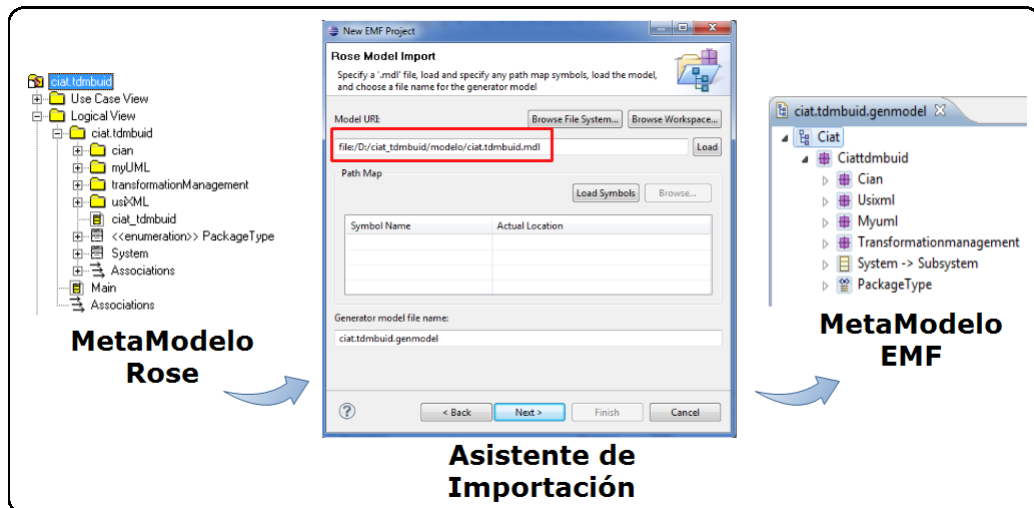 ciat.tdmbuid
Use Case View
Logical View
ciat.tdmbuid
cian
myUML
transformationManagement
usiXML
ciat_tdmbuid
<<enumeration>> PackageType
System
Associations
Main
Associations
MetaModelo
Rose
New EMF Project
Rose Model Import
Specify a '.mdl' file, load and specify any path map symbols, load the model,
and choose a file name for the generator model
Model URI:
Browse File System...
Browse Workspace...
file:/D:/ciat_tdmbuid/modelo/ciat.tdmbuid.mdl
Load
Path Map
Load Symbols
Browse...
Symbol Name
Actual Location
Generator model file name:
ciat.tdmbuid.genmodel
?
< Back
Next >
Finish
Cancel
Asistente de
Importación
ciat.tdmbuid.genmodel
Ciat
Ciattdmbuid
Cian
Usixml
Myuml
Transformationmanagement
System -> Subsystem
PackageType
MetaModelo
EMF